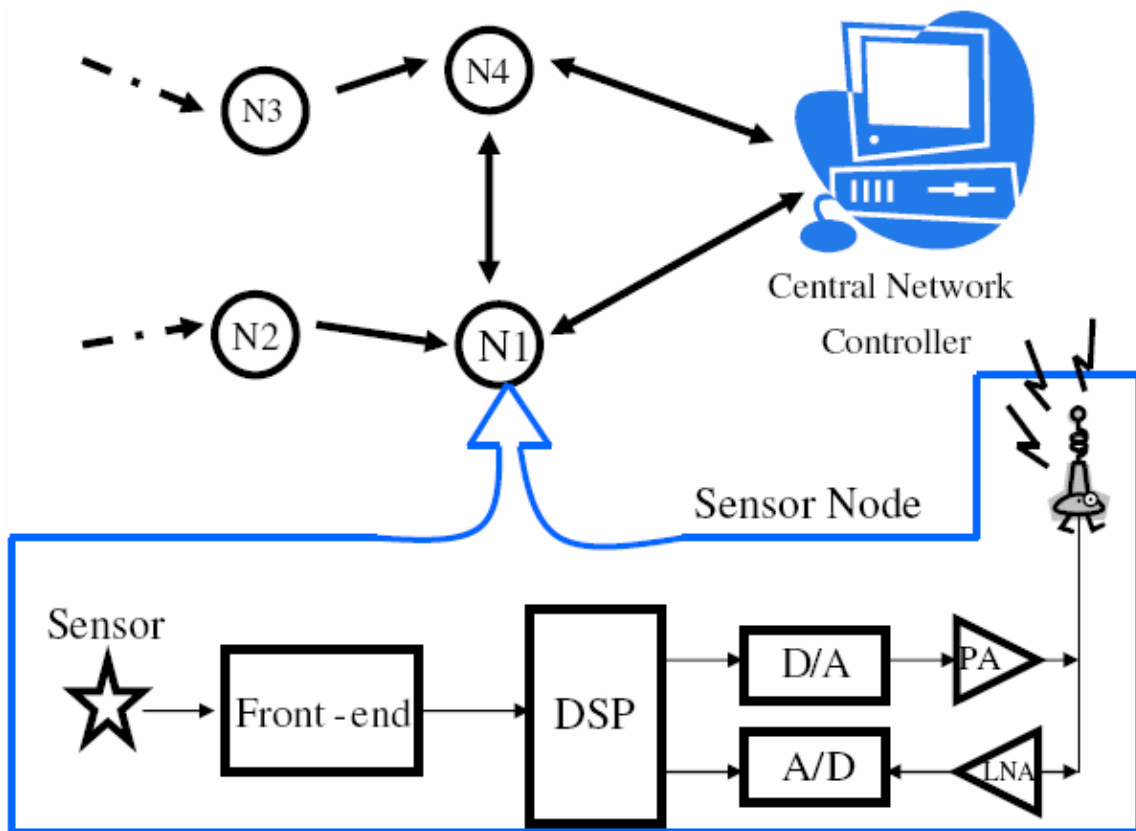 N4
N3
N2
N1
Central Network
Controller
Sensor Node
Sensor
Front-end
DSP
D/A
PA
A/D
LNA